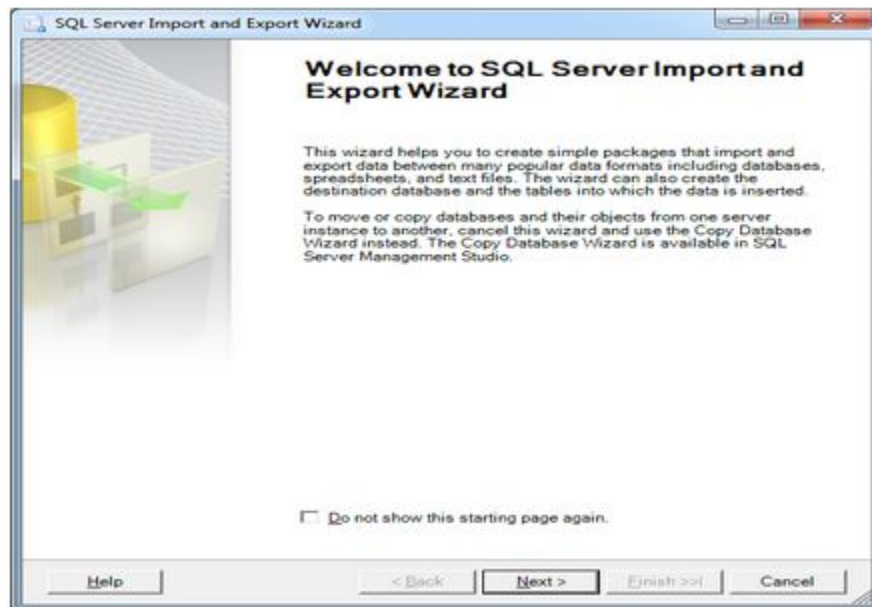 SQL Server Import and Export Wizard
Welcome to SQL Server Import and
Export Wizard
This wizard helps you to create simple packages that import and
export data between many popular data formats including databases,
spreadsheets, and text files. The wizard can also create the
destination database and the tables into which the data is inserted.
To move or copy databases and their objects from one server
instance to another, cancel this wizard and use the Copy Database
Wizard instead. The Copy Database Wizard is available in SQL
Server Management Studio.
Do not show this starting page again.
Help
< Back
Next >
Finish >>|
Cancel